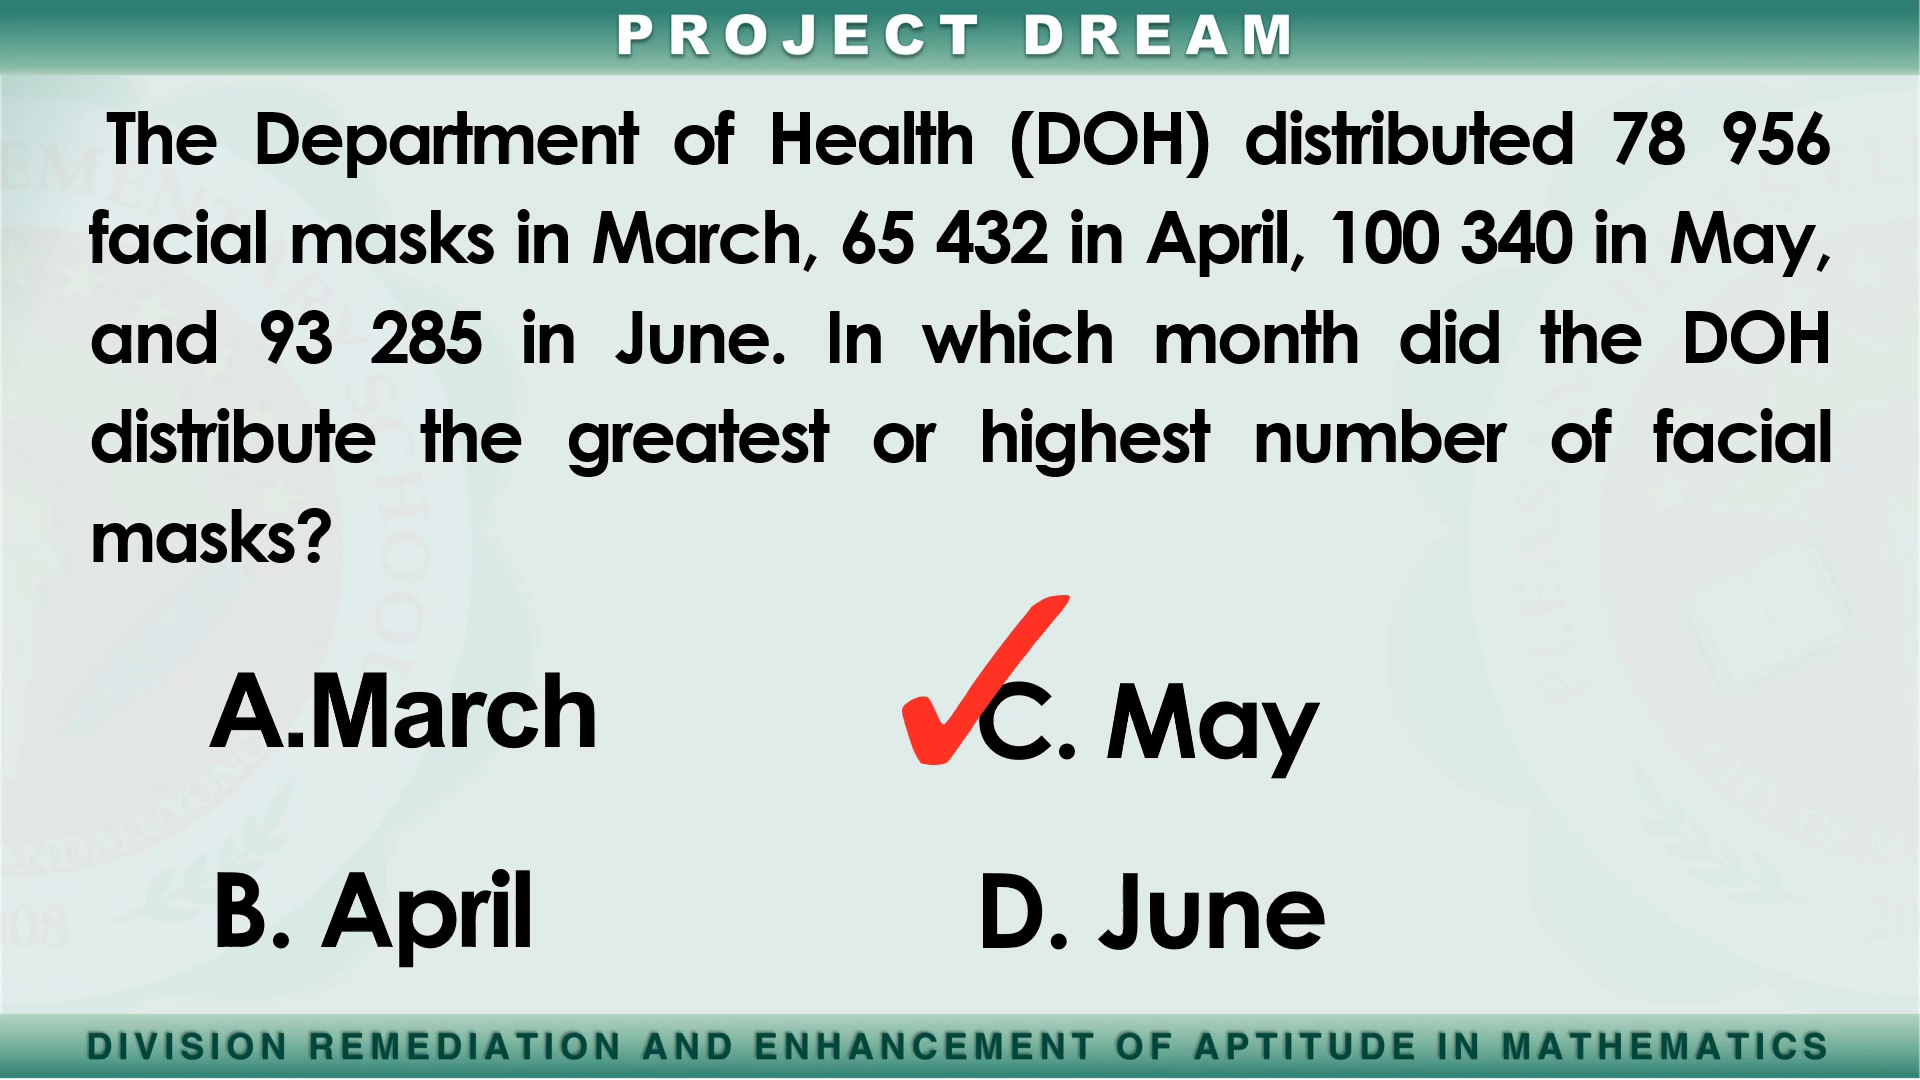 PROJECT DREAM
The Department of Health (DOH) distributed 78 956
facial masks in March, 65 432 in April, 100 340 in May,
and 93 285 in June. In which month did the DOH
distribute the greatest or highest number of facial
masks?
A.March
C. May
B. April
D. June
DIVISION REMEDIATION AND ENHANCEMENT OF APTITUDE IN MATHEMATICS